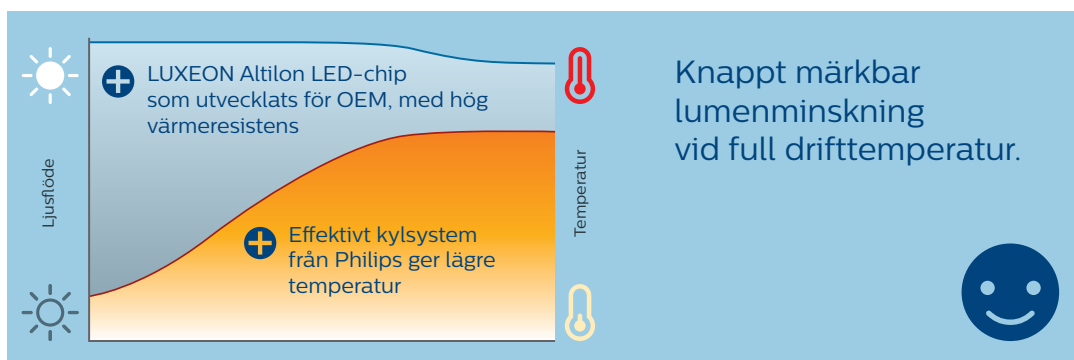 LUXEON Altilon LED-chip
som utvecklats för OEM, med hög
värmeresistens
Ljusflöde
Effektivt kylsystem
från Philips ger lägre
temperatur
Temperatur
Knappt märkbar
lumenminskning
vid full drifttemperatur.